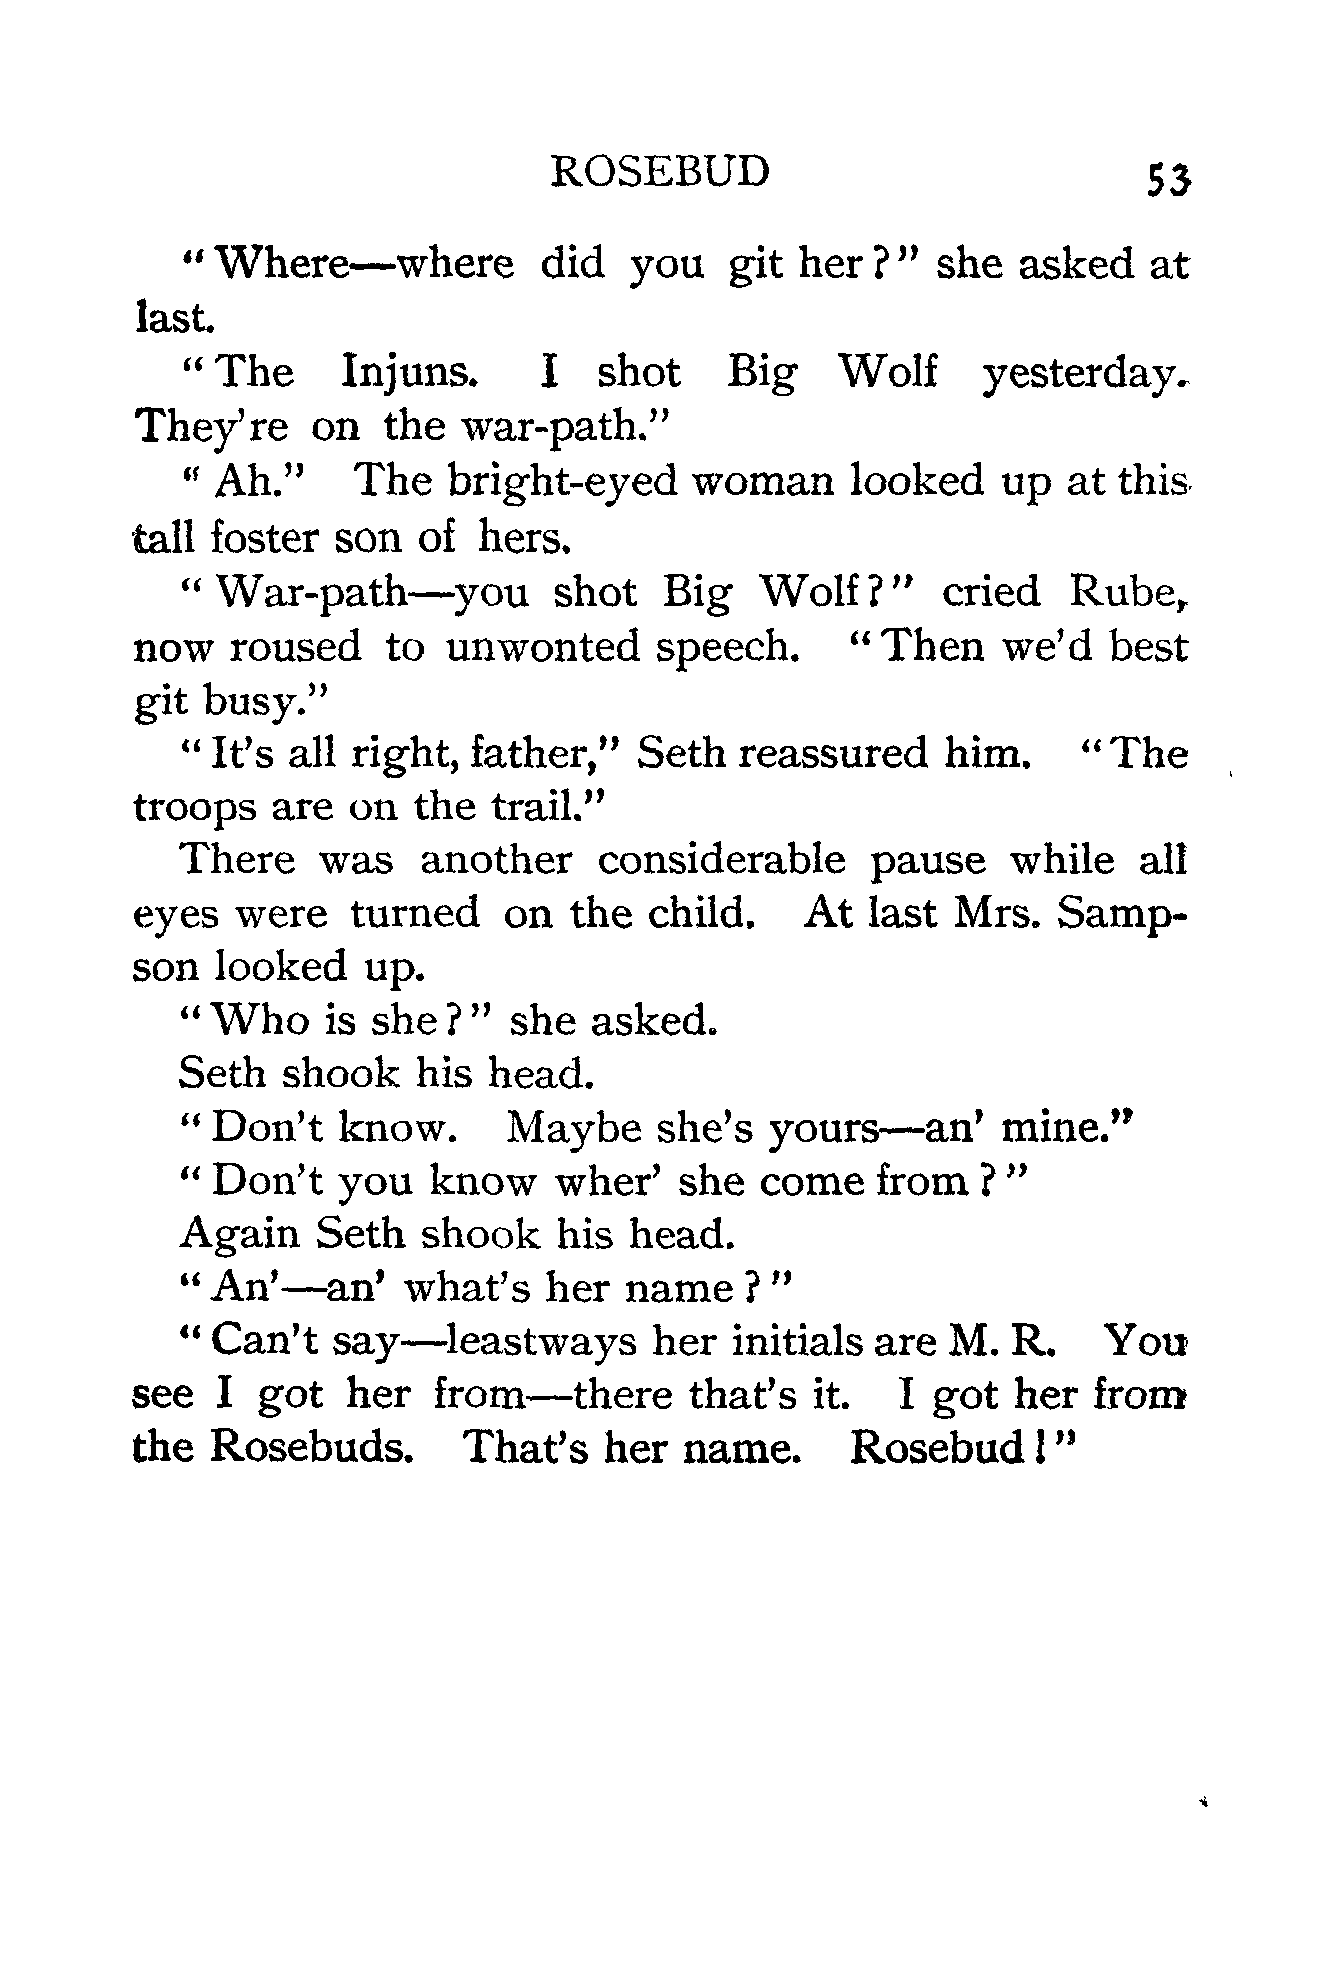 ROSEBUD 53
“Where—where did you git her?” she asked at
last.
“The Injuns. I shot Big Wolf yesterday.
They’re on the war-path.”
“Ah.” The bright-eyed woman looked up at this
tall foster son of hers.
“War-path—you shot Big Wolf?” cried Rube,
now roused to unwonted speech. “Then we’d best
git busy.”
“It’s all right, father,” Seth reassured him. “The
troops are on the trail.”
There was another considerable pause while all
eyes were turned on the child. At last Mrs. Samp-
son looked up.
“Who is she?” she asked.
Seth shook his head.
“Don’t know. Maybe she’s yours—an’ mine.”
“Don’t you know wher’ she come from?”
Again Seth shook his head.
“An’—an’ what’s her name?”
“Can’t say—leastways her initials are M. R. You
see I got her from—there that’s it. I got her from
the Rosebuds. That’s her name. Rosebud!”